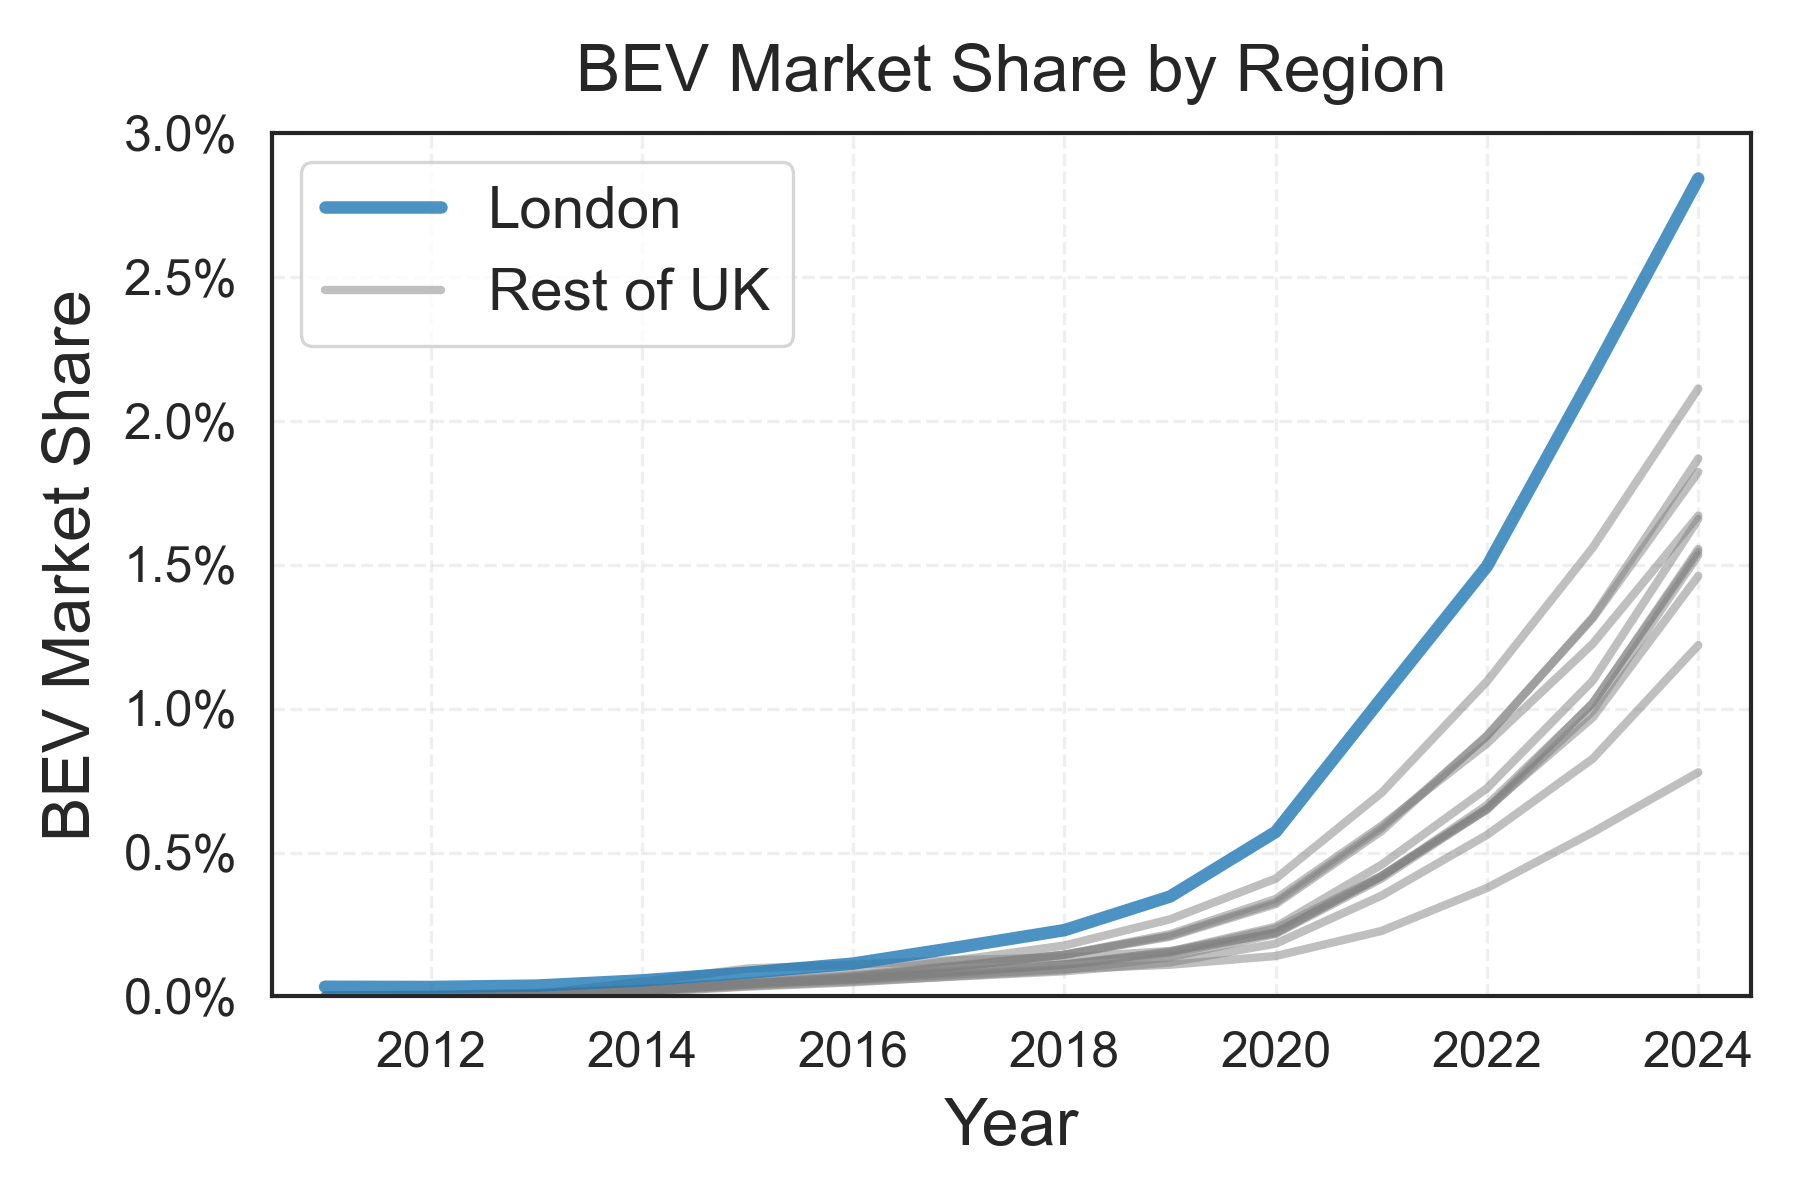 BEV Market Share by Region
3.0%
2.5%
2.0%
1.5%
1.0%
0.5%
0.0%
BEV Market Share
London
Rest of UK
2012 2014 2016 2018 2020 2022 2024
Year